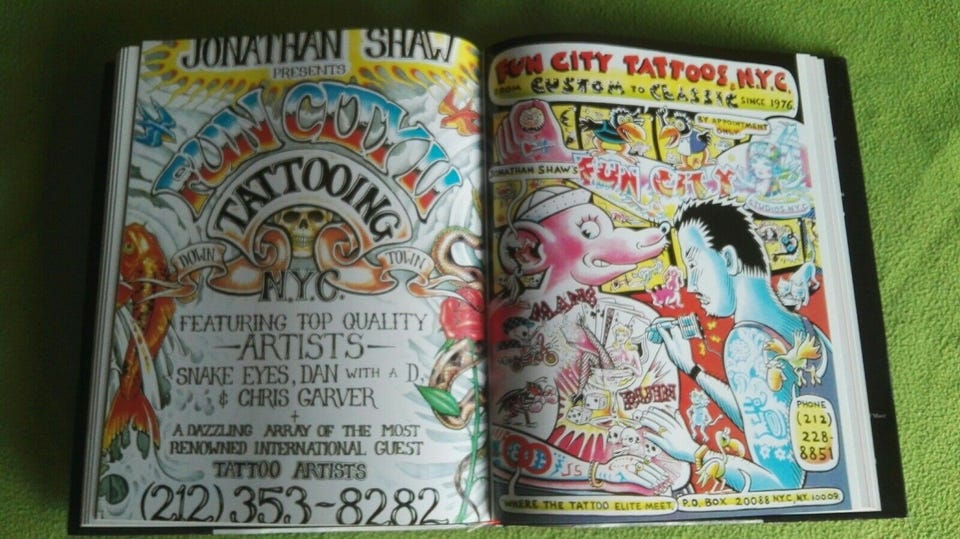 JONATHAN SHAW
PRESENTS
FUN CITY II
TATTOOING
DOWN TOWN
N.Y.C.
FEATURING TOP QUALITY
—ARTISTS—
SNAKE EYES, DAN WITH A D,
& CHRIS GARVER
+
A DAZZLING ARRAY OF THE MOST
RENOWNED INTERNATIONAL GUEST
TATTOO ARTISTS
(212) 353-8282
FUN CITY TATTOOS, N.Y.C.
FROM CUSTOM TO CLASSIC SINCE 1976
BY APPOINTMENT
ONLY
JONATHAN SHAW'S
FUN CITY
STUDIOS, N.Y.C.
PHONE
(212)
228-
8851
WHERE THE TATTOO ELITE MEET
P.O. BOX 20088 N.Y.C. N.Y. 10009